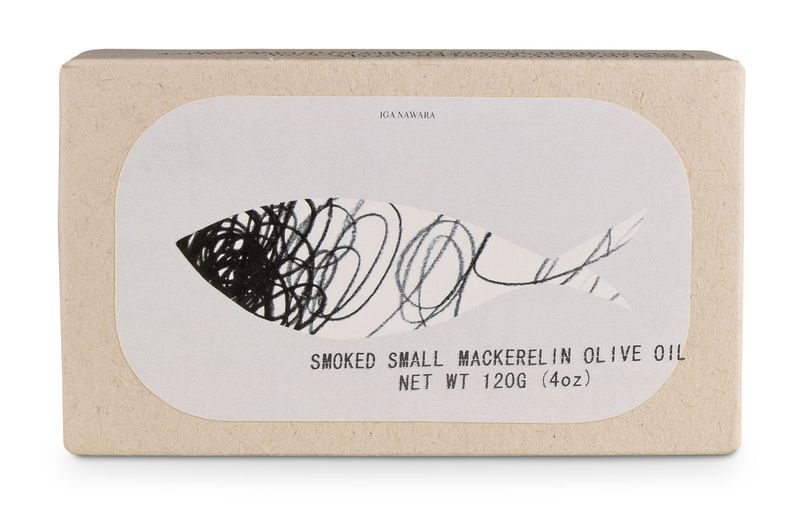 IGA NAWARA
SMOKED SMALL MACKERELIN OLIVE OIL
NET WT 120G (4oz)